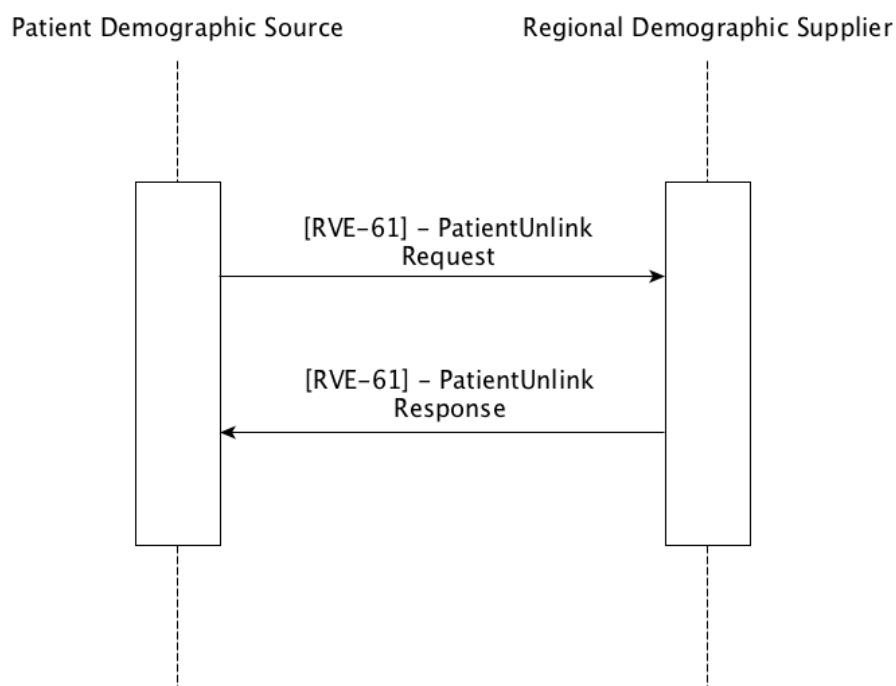 Patient Demographic Source
Regional Demographic Supplier
[RVE-61] - PatientUnlink
Request
[RVE-61] - PatientUnlink
Response